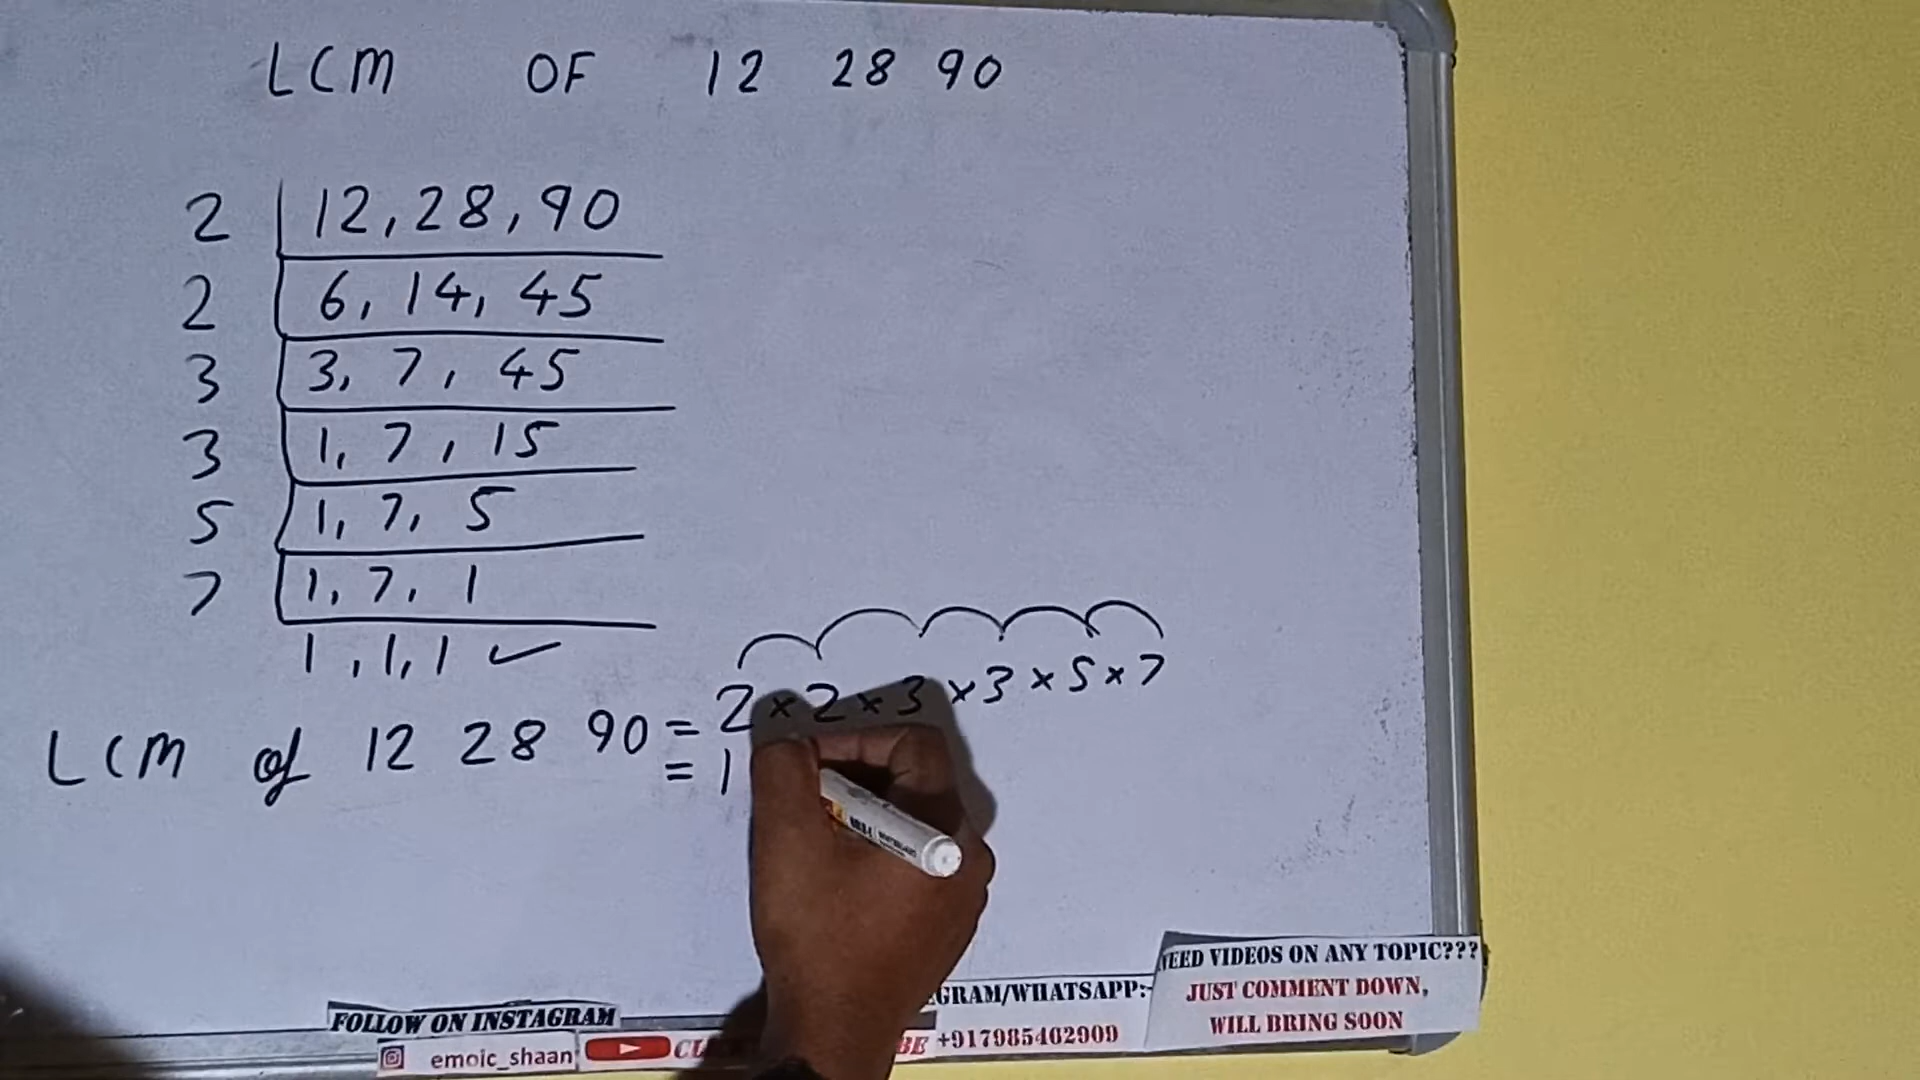 LCM OF 12 28 90
2 12, 28, 90
2 6, 14, 45
3 3, 7, 45
3 1, 7, 15
5 1, 7, 5
7 1, 7, 1
1, 1, 1 ✓
LCM of 12 28 90 = 2 × 2 × 3 × 3 × 5 × 7
= 1
NEED VIDEOS ON ANY TOPIC???
JUST COMMENT DOWN,
WILL BRING SOON
GRAM/WHATSAPP:-
+917985462909
FOLLOW ON INSTAGRAM
emoic_shaan